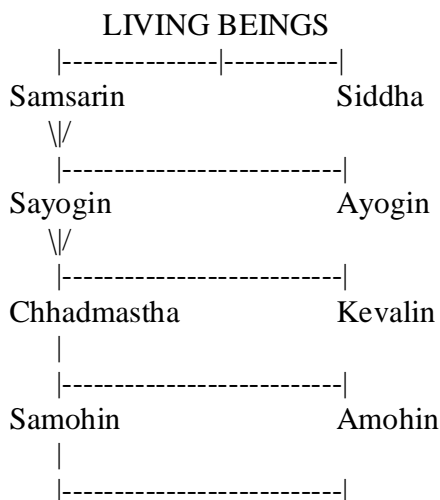 LIVING BEINGS
|---------------|-----------|
Samsarin Siddha
\|/
|---------------------------|
Sayogin Ayogin
\|/
|---------------------------|
Chhadmastha Kevalin
|
|---------------------------|
Samohin Amohin
|
|---------------------------|